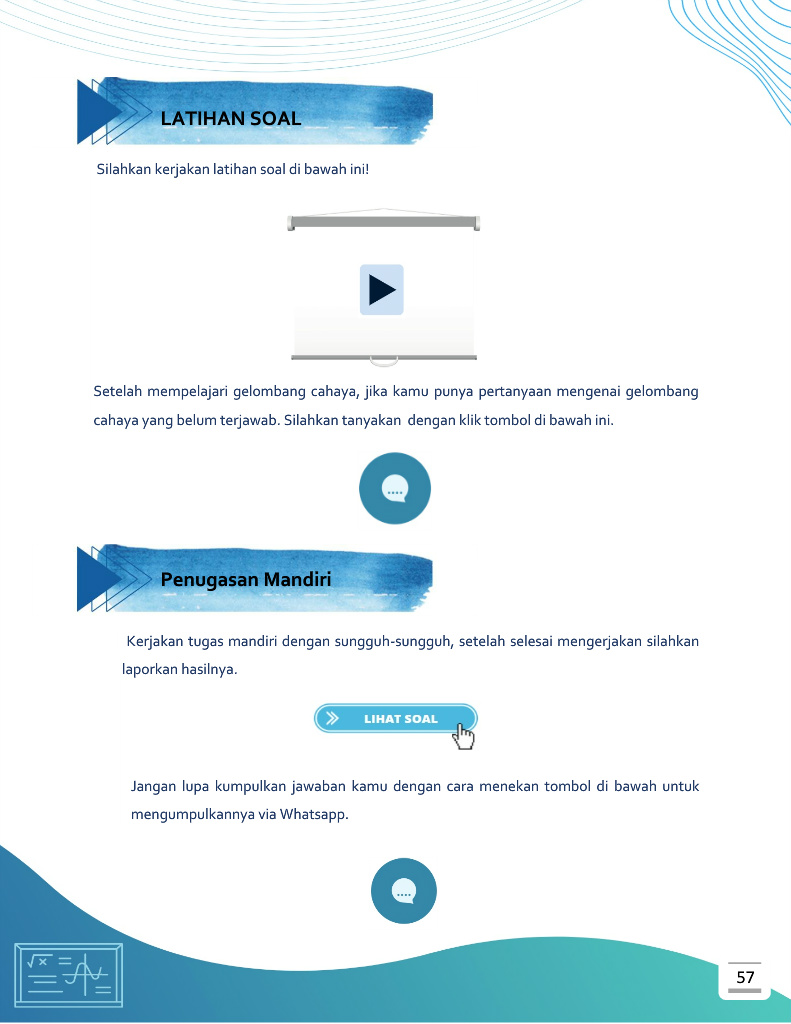 LATIHAN SOAL
Silahkan kerjakan latihan soal di bawah ini!
Setelah mempelajari gelombang cahaya, jika kamu punya pertanyaan mengenai gelombang
cahaya yang belum terjawab. Silahkan tanyakan dengan klik tombol di bawah ini.
Penugasan Mandiri
Kerjakan tugas mandiri dengan sungguh-sungguh, setelah selesai mengerjakan silahkan
laporkan hasilnya.
LIHAT SOAL
Jangan lupa kumpulkan jawaban kamu dengan cara menekan tombol di bawah untuk
mengumpulkannya via Whatsapp.
√x
57